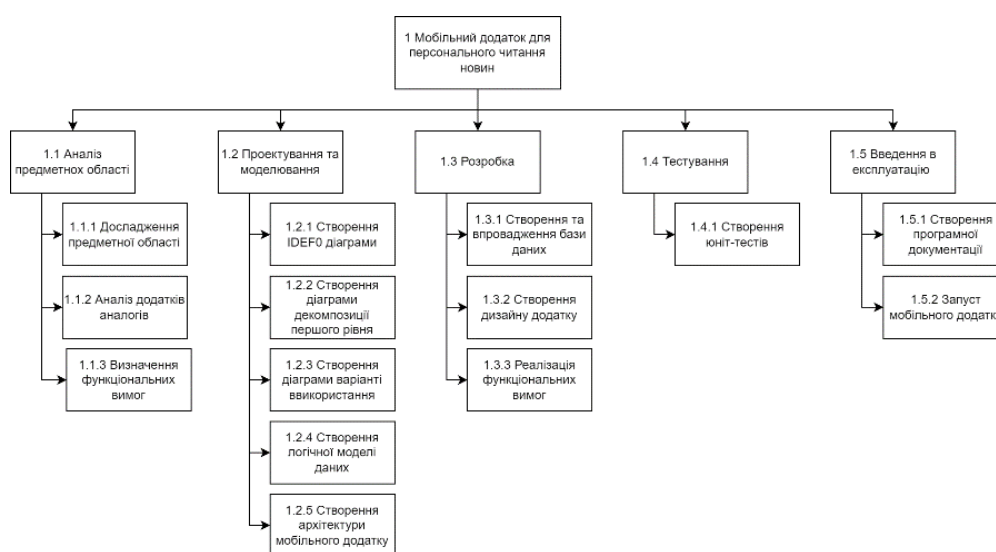 1 Мобільний додаток для
персонального читання
новин
1.1 Аналіз
предметнох області
1.2 Проектування та
моделювання
1.3 Розробка
1.4 Тестування
1.5 Введення в
експлуатацію
1.1.1 Досладження
предметної області
1.1.2 Аналіз додатків
аналогів
1.1.3 Визначення
функціональних
вимог
1.2.1 Створення
IDEF0 діаграми
1.2.2 Створення
діаграми
декомпозиції
першого рівня
1.2.3 Створення
діаграми варіанті
ввикористання
1.2.4 Створення
логічної моделі
даних
1.2.5 Створення
архітектури
мобільного додатку
1.3.1 Створення та
впровадження бази
даних
1.3.2 Створення
дизайну додатку
1.3.3 Реалізація
функціональних
вимог
1.4.1 Створення
юніт-тестів
1.5.1 Створення
програмної
документації
1.5.2 Запуст
мобільного додатк